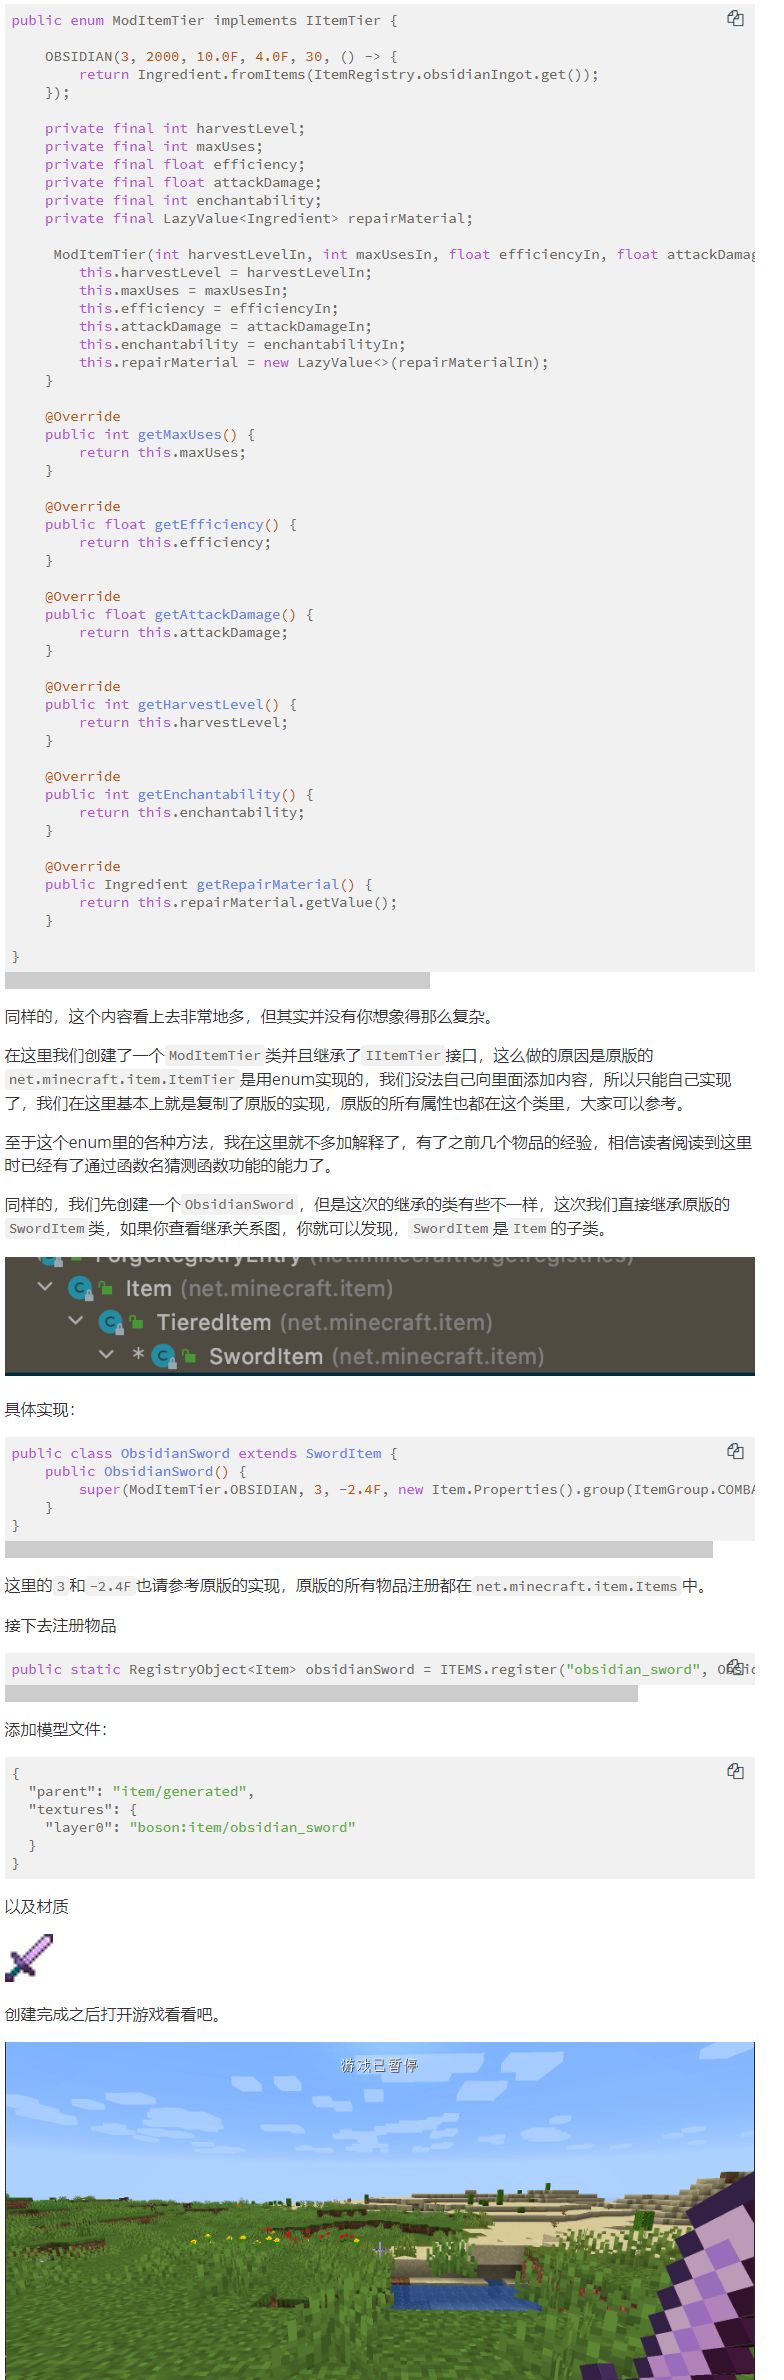 public enum ModItemTier implements IItemTier {
OBSIDIAN(3, 2000, 10.0F, 4.0F, 30, () -> {
return Ingredient.fromItems(ItemRegistry.obsidianIngot.get());
});
private final int harvestLevel;
private final int maxUses;
private final float efficiency;
private final float attackDamage;
private final int enchantability;
private final LazyValue<Ingredient> repairMaterial;
ModItemTier(int harvestLevelIn, int maxUsesIn, float efficiencyIn, float attackDamag
this.harvestLevel = harvestLevelIn;
this.maxUses = maxUsesIn;
this.efficiency = efficiencyIn;
this.attackDamage = attackDamageIn;
this.enchantability = enchantabilityIn;
this.repairMaterial = new LazyValue<>(repairMaterialIn);
}
@Override
public int getMaxUses() {
return this.maxUses;
}
@Override
public float getEfficiency() {
return this.efficiency;
}
@Override
public float getAttackDamage() {
return this.attackDamage;
}
@Override
public int getHarvestLevel() {
return this.harvestLevel;
}
@Override
public int getEnchantability() {
return this.enchantability;
}
@Override
public Ingredient getRepairMaterial() {
return this.repairMaterial.getValue();
}
}
同样的，这个内容看上去非常地多，但其实并没有你想象得那么复杂。
在这里我们创建了一个 ModItemTier 类并且继承了 IItemTier 接口，这么做的原因是原版的
net.minecraft.item.ItemTier 是用enum实现的，我们没法自己向里面添加内容，所以只能自己实现
了，我们在这里基本上就是复制了原版的实现，原版的所有属性也都在这个类里，大家可以参考。
至于这个enum里的各种方法，我在这里就不多加解释了，有了之前几个物品的经验，相信读者阅读到这里
时已经有了通过函数名猜测函数功能的能力了。
同样的，我们先创建一个 ObsidianSword ，但是这次的继承的类有些不一样，这次我们直接继承原版的
SwordItem 类，如果你查看继承关系图，你就可以发现， SwordItem 是 Item 的子类。
ForgeRegistryEntry (net.minecraftforge.registries)
Item (net.minecraft.item)
TieredItem (net.minecraft.item)
* SwordItem (net.minecraft.item)
具体实现：
public class ObsidianSword extends SwordItem {
public ObsidianSword() {
super(ModItemTier.OBSIDIAN, 3, -2.4F, new Item.Properties().group(ItemGroup.COMBA
}
}
这里的 3 和 -2.4F 也请参考原版的实现，原版的所有物品注册都在 net.minecraft.item.Items 中。
接下去注册物品
public static RegistryObject<Item> obsidianSword = ITEMS.register("obsidian_sword", Obsid
添加模型文件：
{
"parent": "item/generated",
"textures": {
"layer0": "boson:item/obsidian_sword"
}
}
以及材质
创建完成之后打开游戏看看吧。
游戏已暂停